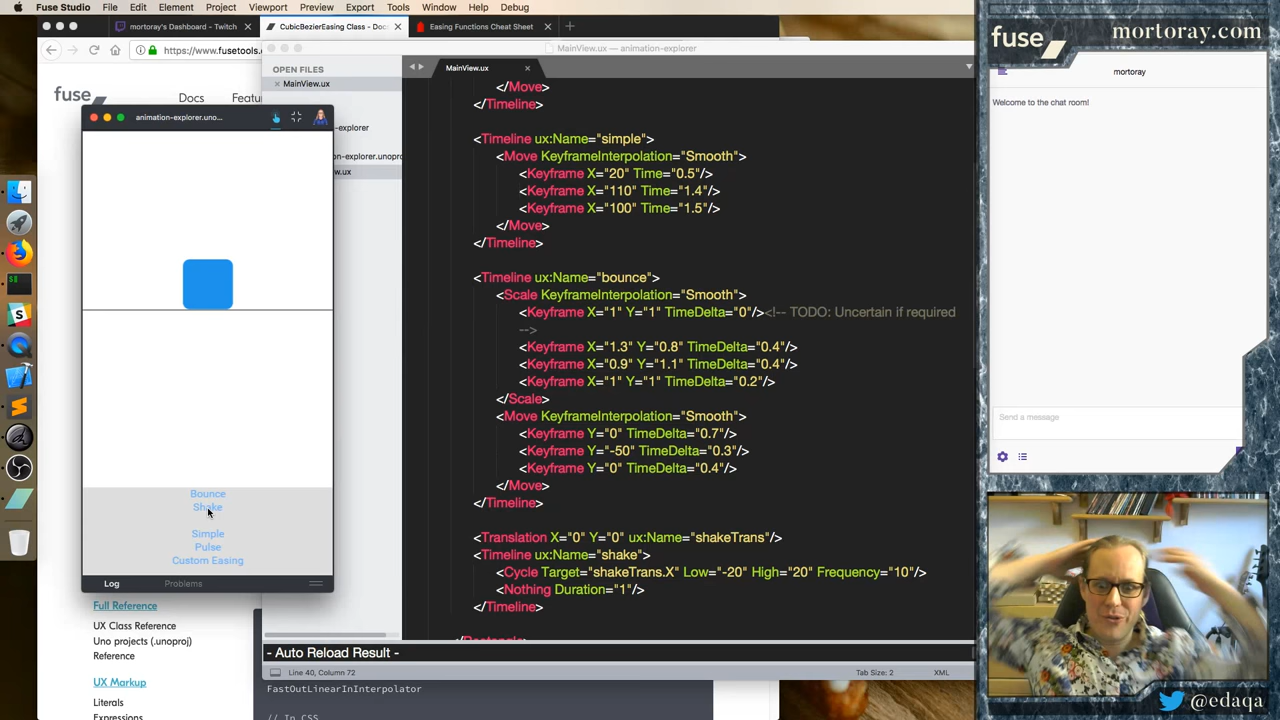 Fuse Studio File Edit Element Project Viewport Preview Export Tools Window Help Debug
mortoray's Dashboard - Twitch
CubicBezierEasing Class - Docs
Easing Functions Cheat Sheet
https://www.fusetools.c
MainView.ux — animation-explorer
OPEN FILES
MainView.ux
MainView.ux
fuse
Docs
Featu
animation-explorer.uno...
-explorer
on-explorer.unopro
w.ux
</Move>
</Timeline>
<Timeline ux:Name="simple">
<Move KeyframeInterpolation="Smooth">
<Keyframe X="20" Time="0.5"/>
<Keyframe X="110" Time="1.4"/>
<Keyframe X="100" Time="1.5"/>
</Move>
</Timeline>
<Timeline ux:Name="bounce">
<Scale KeyframeInterpolation="Smooth">
<Keyframe X="1" Y="1" TimeDelta="0"/><!-- TODO: Uncertain if required
-->
<Keyframe X="1.3" Y="0.8" TimeDelta="0.4"/>
<Keyframe X="0.9" Y="1.1" TimeDelta="0.4"/>
<Keyframe X="1" Y="1" TimeDelta="0.2"/>
</Scale>
<Move KeyframeInterpolation="Smooth">
<Keyframe Y="0" TimeDelta="0.7"/>
<Keyframe Y="-50" TimeDelta="0.3"/>
<Keyframe Y="0" TimeDelta="0.4"/>
</Move>
</Timeline>
<Translation X="0" Y="0" ux:Name="shakeTrans"/>
<Timeline ux:Name="shake">
<Cycle Target="shakeTrans.X" Low="-20" High="20" Frequency="10"/>
<Nothing Duration="1"/>
</Timeline>
Bounce
Shake
Simple
Pulse
Custom Easing
Log
Problems
Full Reference
UX Class Reference
Uno projects (.unoproj)
Reference
UX Markup
Literals
Expressions
- Auto Reload Result -
Line 40, Column 72
Tab Size: 2
XML
FastOutLinearInInterpolator
// In CSS
fuse
mortoray.com
mortoray
Welcome to the chat room!
Send a message
@edaqa